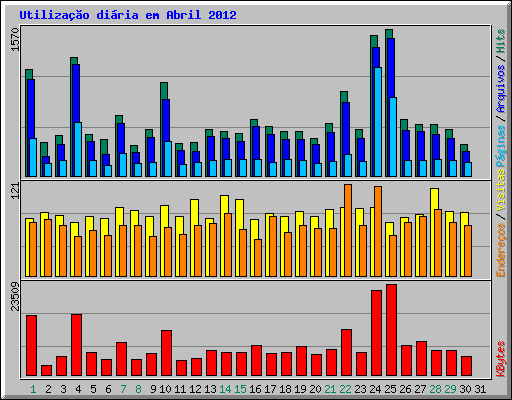 Utilização diária em Abril 2012
1570
121
23509
Hits / Arquivos / Páginas
Visitas / Endereços
KBytes
1 2 3 4 5 6 7 8 9 10 11 12 13 14 15 16 17 18 19 20 21 22 23 24 25 26 27 28 29 30 31